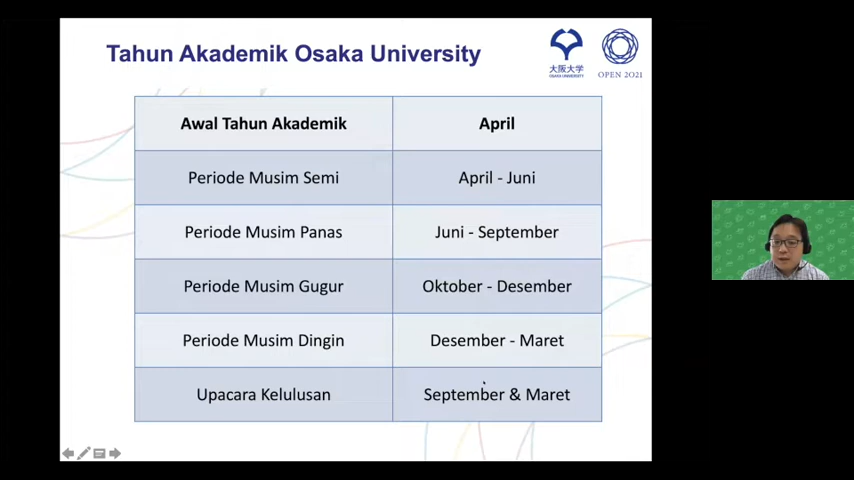 Tahun Akademik Osaka University
大阪大学
OSAKA UNIVERSITY
OPEN 2021
Awal Tahun Akademik April
Periode Musim Semi April - Juni
Periode Musim Panas Juni - September
Periode Musim Gugur Oktober - Desember
Periode Musim Dingin Desember - Maret
Upacara Kelulusan September & Maret